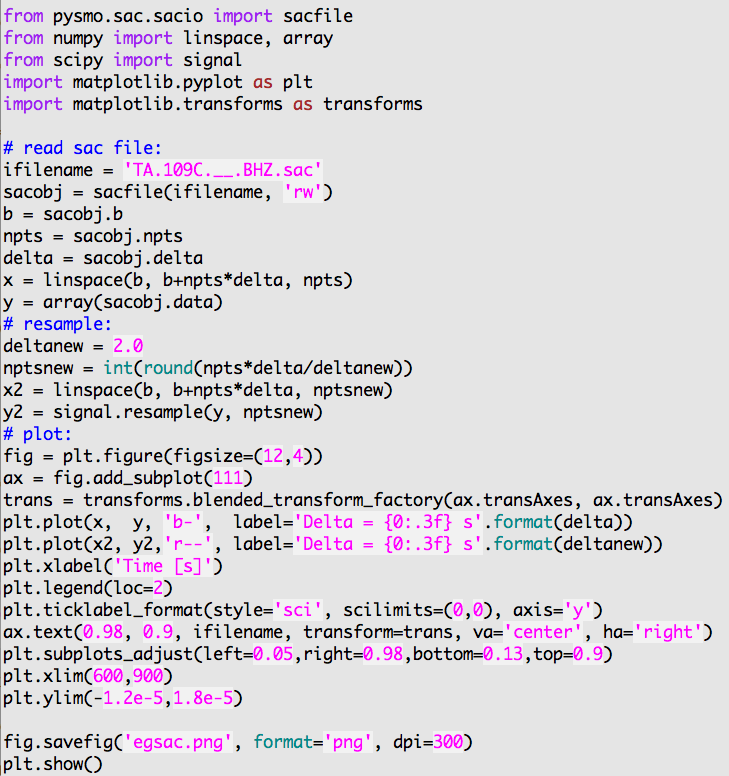 from pysmo.sac.sacio import sacfile
from numpy import linspace, array
from scipy import signal
import matplotlib.pyplot as plt
import matplotlib.transforms as transforms
# read sac file:
ifilename = 'TA.109C.__.BHZ.sac'
sacobj = sacfile(ifilename, 'rw')
b = sacobj.b
npts = sacobj.npts
delta = sacobj.delta
x = linspace(b, b+npts*delta, npts)
y = array(sacobj.data)
# resample:
deltanew = 2.0
nptsnew = int(round(npts*delta/deltanew))
x2 = linspace(b, b+npts*delta, nptsnew)
y2 = signal.resample(y, nptsnew)
# plot:
fig = plt.figure(figsize=(12,4))
ax = fig.add_subplot(111)
trans = transforms.blended_transform_factory(ax.transAxes, ax.transAxes)
plt.plot(x,  y, 'b-',  label='Delta = {0:.3f} s'.format(delta))
plt.plot(x2, y2,'r--', label='Delta = {0:.3f} s'.format(deltanew))
plt.xlabel('Time [s]')
plt.legend(loc=2)
plt.ticklabel_format(style='sci', scilimits=(0,0), axis='y')
ax.text(0.98, 0.9, ifilename, transform=trans, va='center', ha='right')
plt.subplots_adjust(left=0.05,right=0.98,bottom=0.13,top=0.9)
plt.xlim(600,900)
plt.ylim(-1.2e-5,1.8e-5)
fig.savefig('egsac.png', format='png', dpi=300)
plt.show()